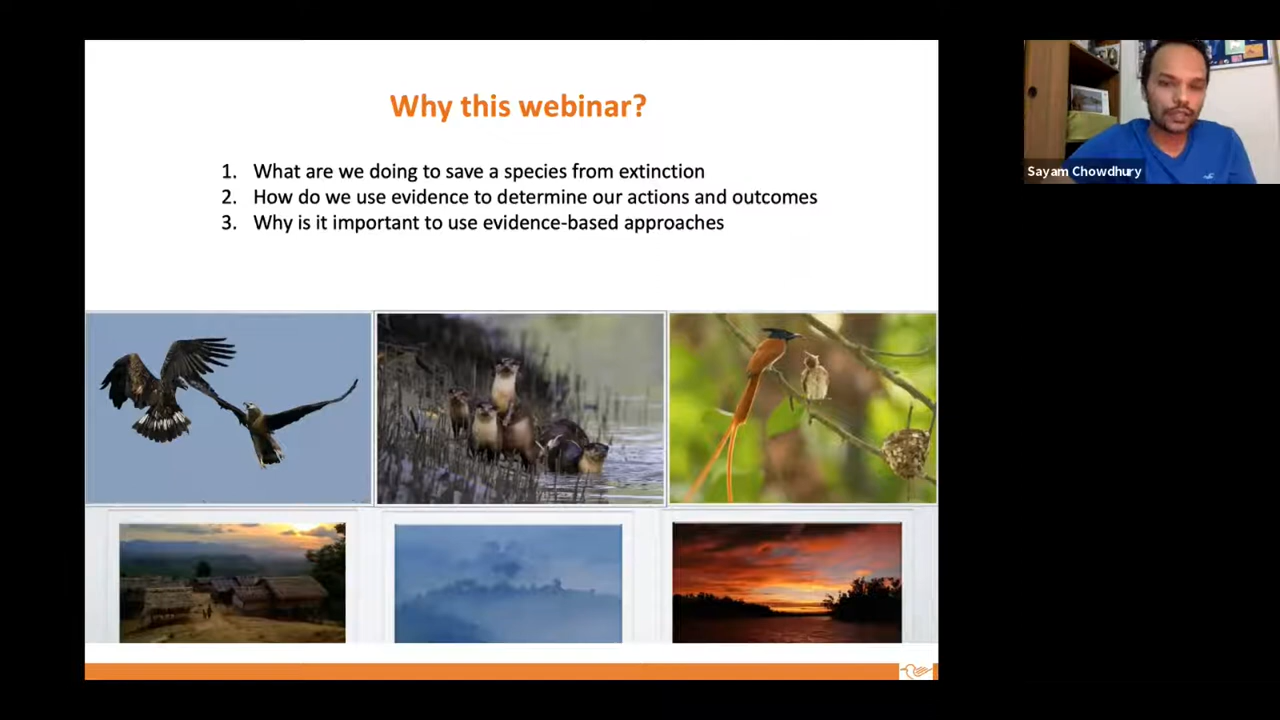 Why this webinar?
1. What are we doing to save a species from extinction
2. How do we use evidence to determine our actions and outcomes
3. Why is it important to use evidence-based approaches
Sayam Chowdhury